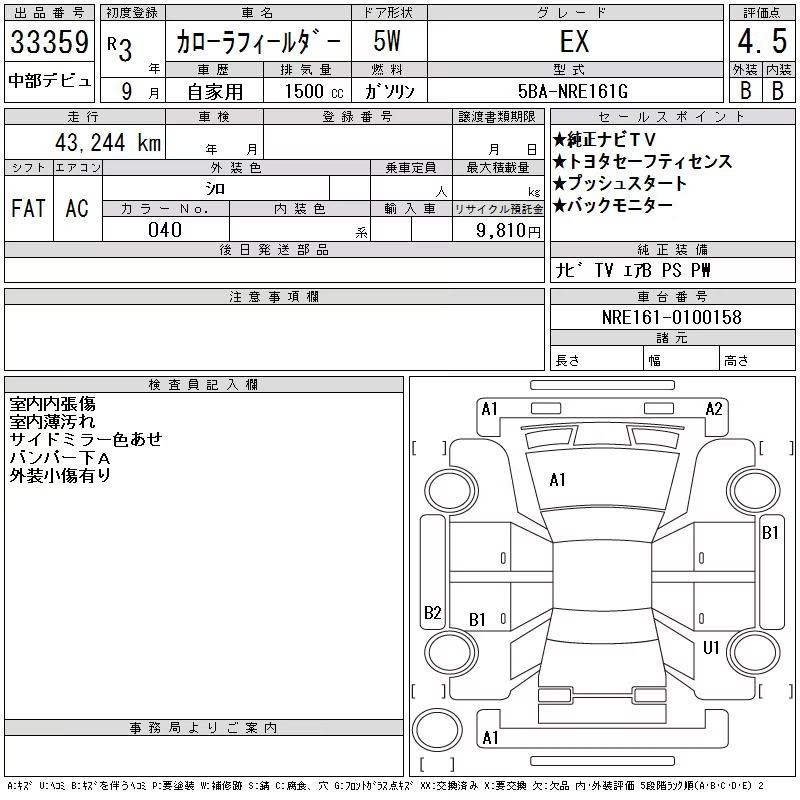 出品番号 初度登録 車名 ドア形状 グレード 評価点
33359 R 3 年 カローラフィールダー 5W EX 4.5
中部デビュ 車歴 排気量 燃料 型式 外装 内装
9 月 自家用 1500 cc ガソリン 5BA-NRE161G B B
走行 車検 登録番号 譲渡書類期限 セールスポイント
43,244 km 年 月 月 日
★純正ナビTV
★トヨタセーフティセンス
★プッシュスタート
★バックモニター
シフト エアコン 外装色 乗車定員 最大積載量
FAT AC シロ 人 kg
カラーNo. 内装色 輸入車 リサイクル預託金
040 系 9,810円
後日発送部品 純正装備
ナビ TV エアB PS PW
注意事項欄 車台番号
NRE161-0100158
諸元
長さ 幅 高さ
検査員記入欄
室内内張傷
室内薄汚れ
サイドミラー色あせ
バンパー下A
外装小傷有り
A1 A2
A1
B1
B2 B1
U1
A1
事務局よりご案内
A:キズ U:ヘコミ B:キズを伴うヘコミ P:要塗装 W:補修跡 S:錆 C:腐食、穴 G:フロントガラス点キズ XX:交換済み X:要交換 欠:欠品 内・外装評価 5段階ランク順(A・B・C・D・E) 2